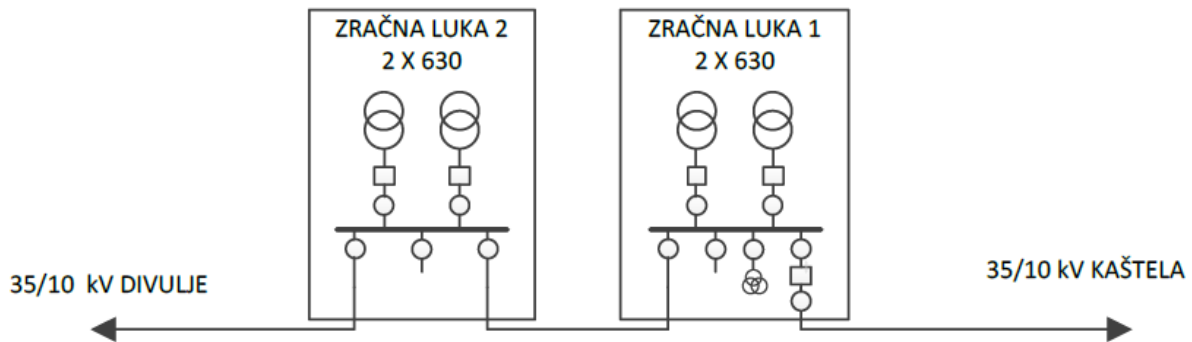 ZRAČNA LUKA 2
2 X 630
ZRAČNA LUKA 1
2 X 630
35/10 kV DIVULJE
35/10 kV KAŠTELA